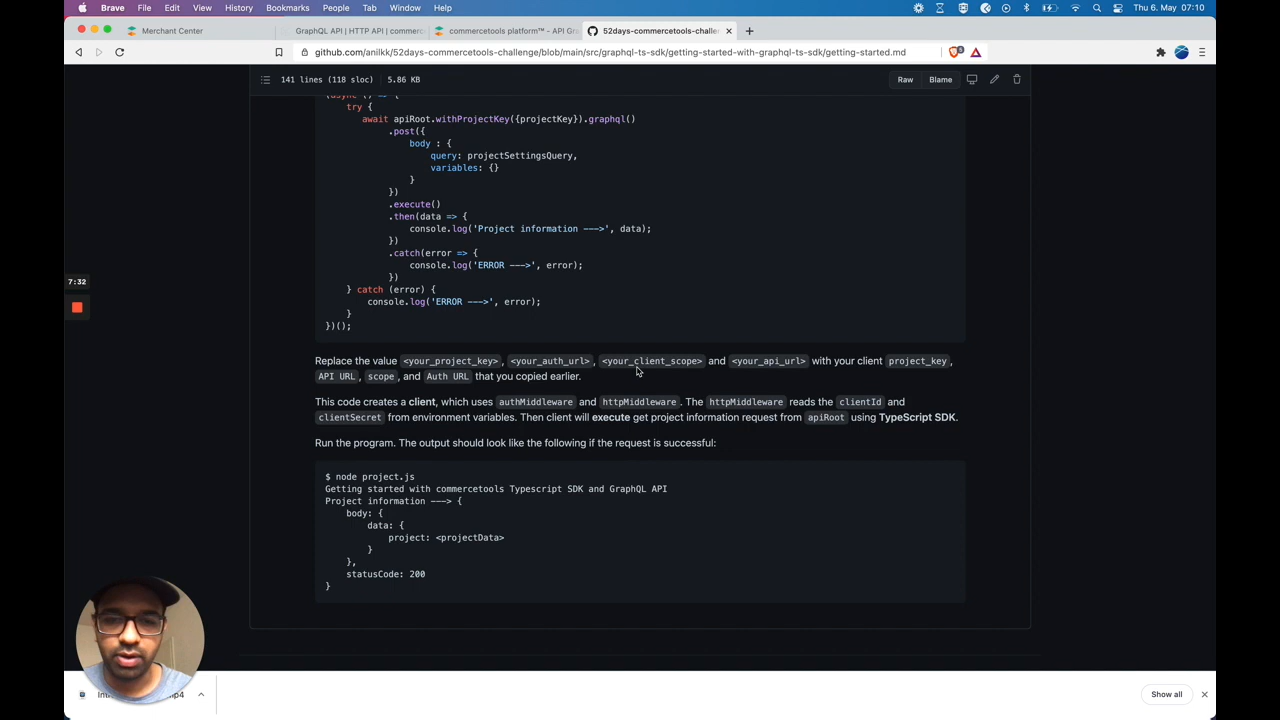 Brave File Edit View History Bookmarks People Tab Window Help Thu 6. May 07:10
Merchant Center GraphQL API | HTTP API | commerc commercetools platform™ - API Gra 52days-commercetools-challen
github.com/anilkk/52days-commercetools-challenge/blob/main/src/graphql-ts-sdk/getting-started-with-graphql-ts-sdk/getting-started.md
141 lines (118 sloc) 5.86 KB Raw Blame
(async () => {
try {
await apiRoot.withProjectKey({projectKey}).graphql()
.post({
body : {
query: projectSettingsQuery,
variables: {}
}
})
.execute()
.then(data => {
console.log('Project information --->', data);
})
.catch(error => {
console.log('ERROR --->', error);
})
} catch (error) {
console.log('ERROR --->', error);
}
})();
7:32
Replace the value <your_project_key>, <your_auth_url>, <your_client_scope> and <your_api_url> with your client project_key,
API URL, scope, and Auth URL that you copied earlier.
This code creates a client, which uses authMiddleware and httpMiddleware. The httpMiddleware reads the clientId and
clientSecret from environment variables. Then client will execute get project information request from apiRoot using TypeScript SDK.
Run the program. The output should look like the following if the request is successful:
$ node project.js
Getting started with commercetools Typescript SDK and GraphQL API
Project information ---> {
body: {
data: {
project: <projectData>
}
},
statusCode: 200
}
Show all